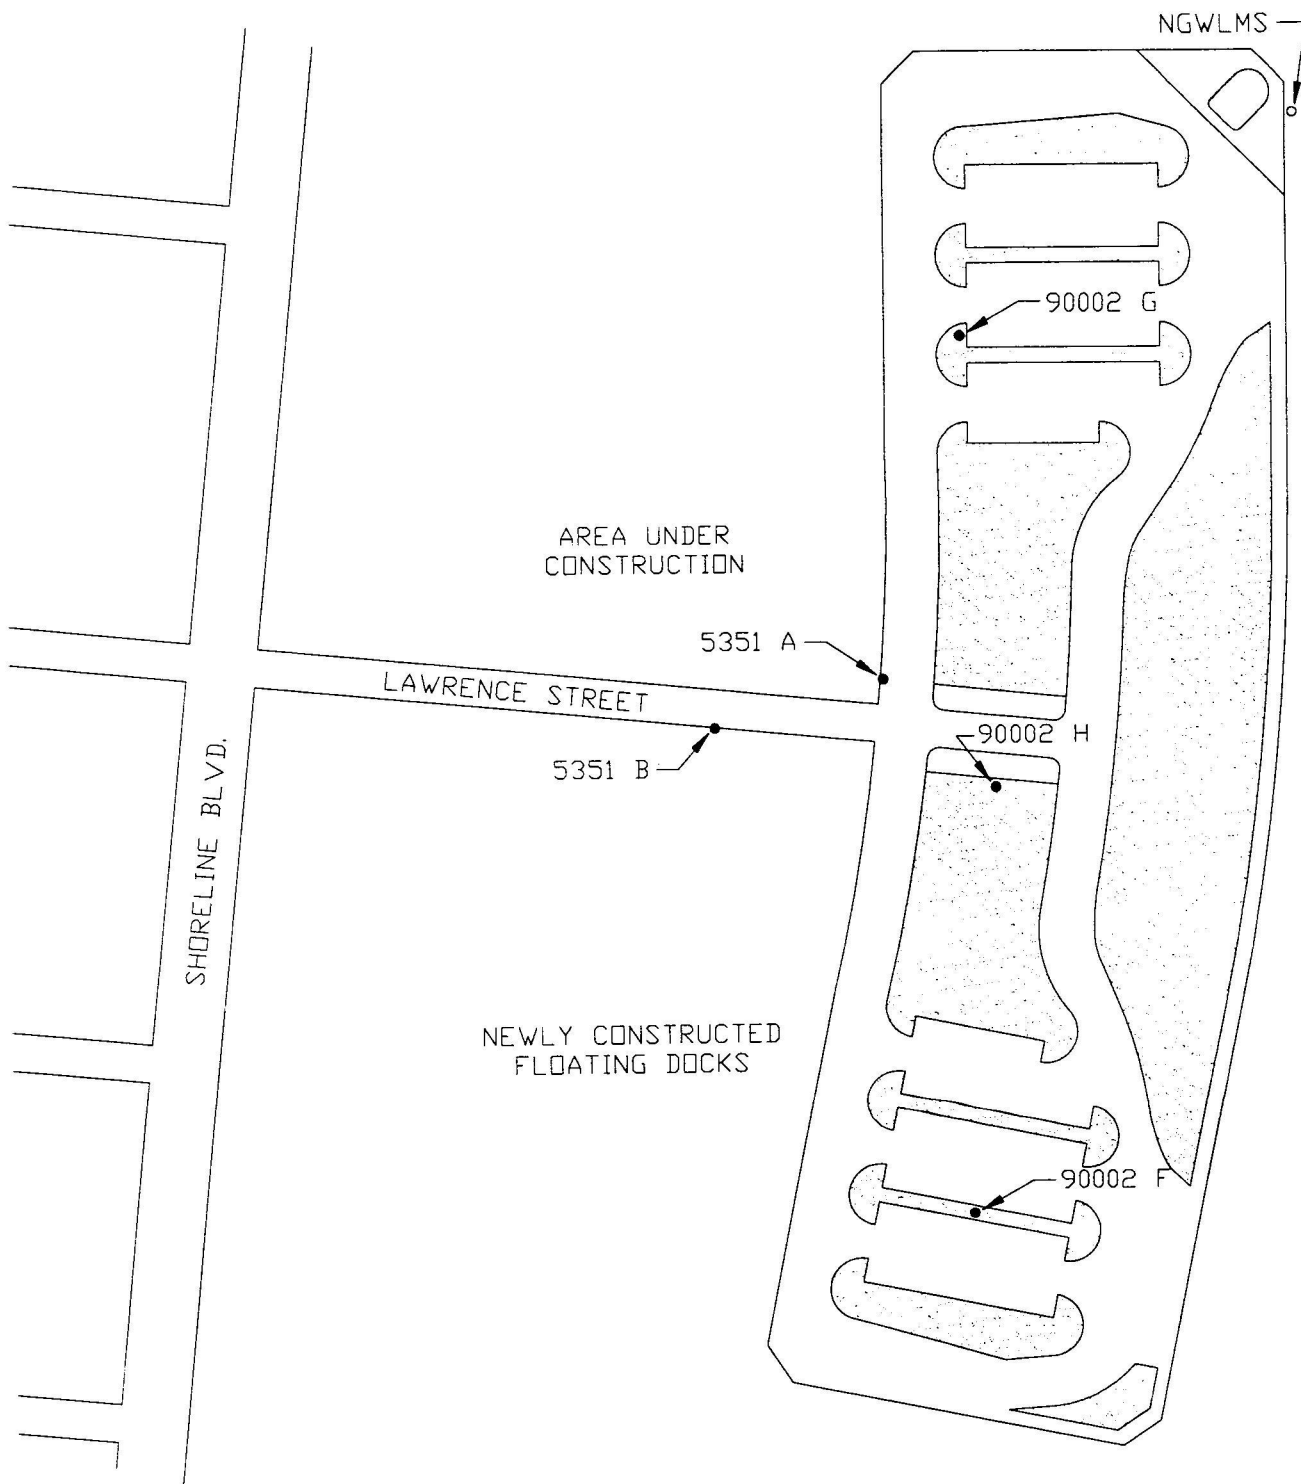 NGWLMS
90002 G
AREA UNDER
CONSTRUCTION
5351 A
LAWRENCE STREET
90002 H
5351 B
SHORELINE BLVD.
NEWLY CONSTRUCTED
FLOATING DOCKS
90002 F